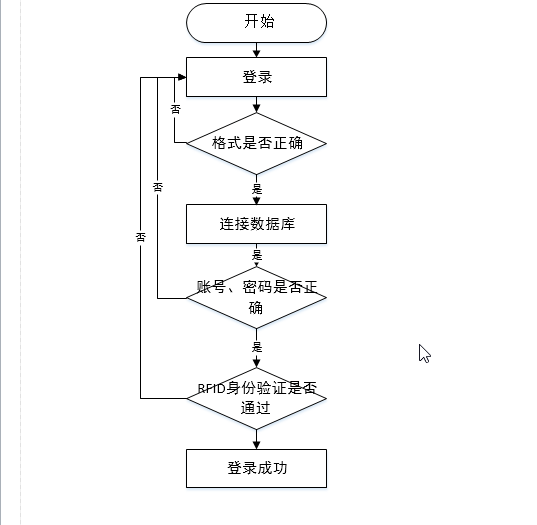 开始
登录
否
格式是否正确
是
否
连接数据库
否
是
账号、密码是否正
确
是
RFID身份验证是否
通过
登录成功